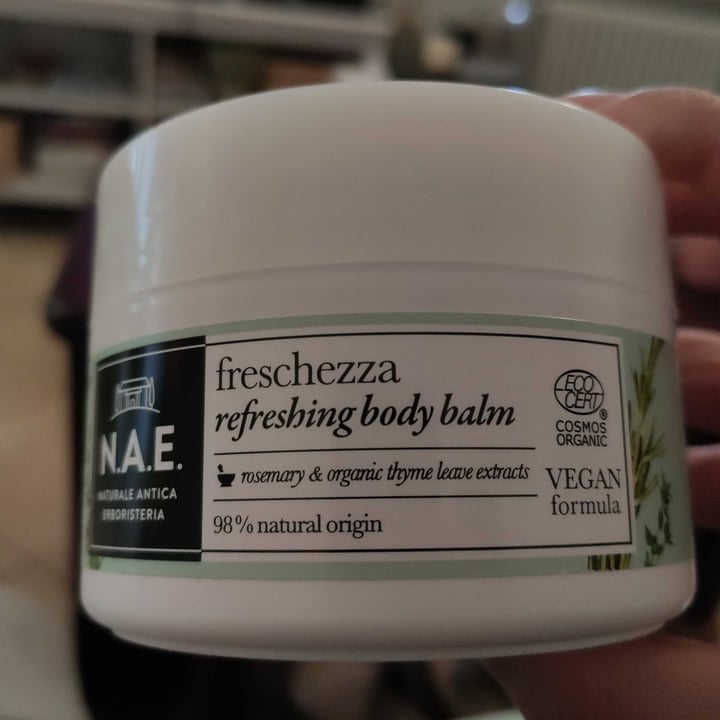 N.A.E.
NATURALE ANTICA
ERBORISTERIA
freschezza
refreshing body balm
rosemary & organic thyme leave extracts
98% natural origin
ECO
CERT®
COSMOS
ORGANIC
VEGAN
formula